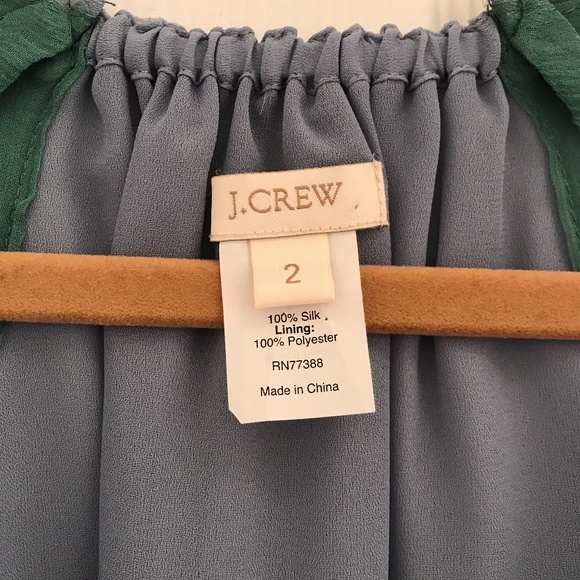 J.CREW
2
100% Silk
Lining:
100% Polyester
RN77388
Made in China